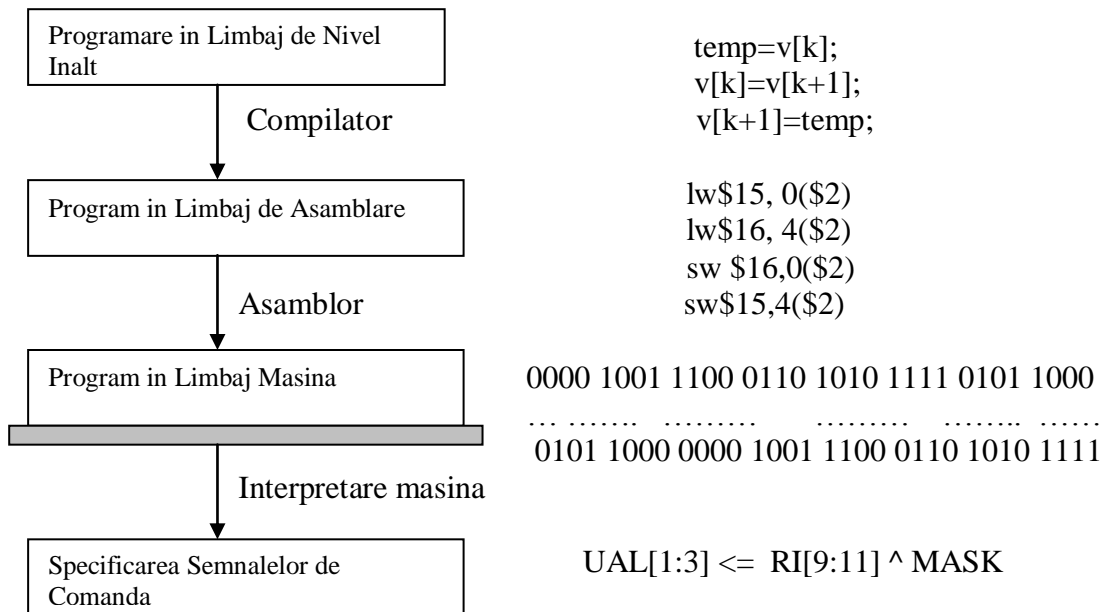 Programare in Limbaj de Nivel
Inalt
temp=v[k];
v[k]=v[k+1];
v[k+1]=temp;
Compilator
Program in Limbaj de Asamblare
lw$15, 0($2)
lw$16, 4($2)
sw $16,0($2)
sw$15,4($2)
Asamblor
Program in Limbaj Masina
0000 1001 1100 0110 1010 1111 0101 1000
… ……. ……… ……… …….. ……
0101 1000 0000 1001 1100 0110 1010 1111
Interpretare masina
Specificarea Semnalelor de
Comanda
UAL[1:3] <= RI[9:11] ^ MASK